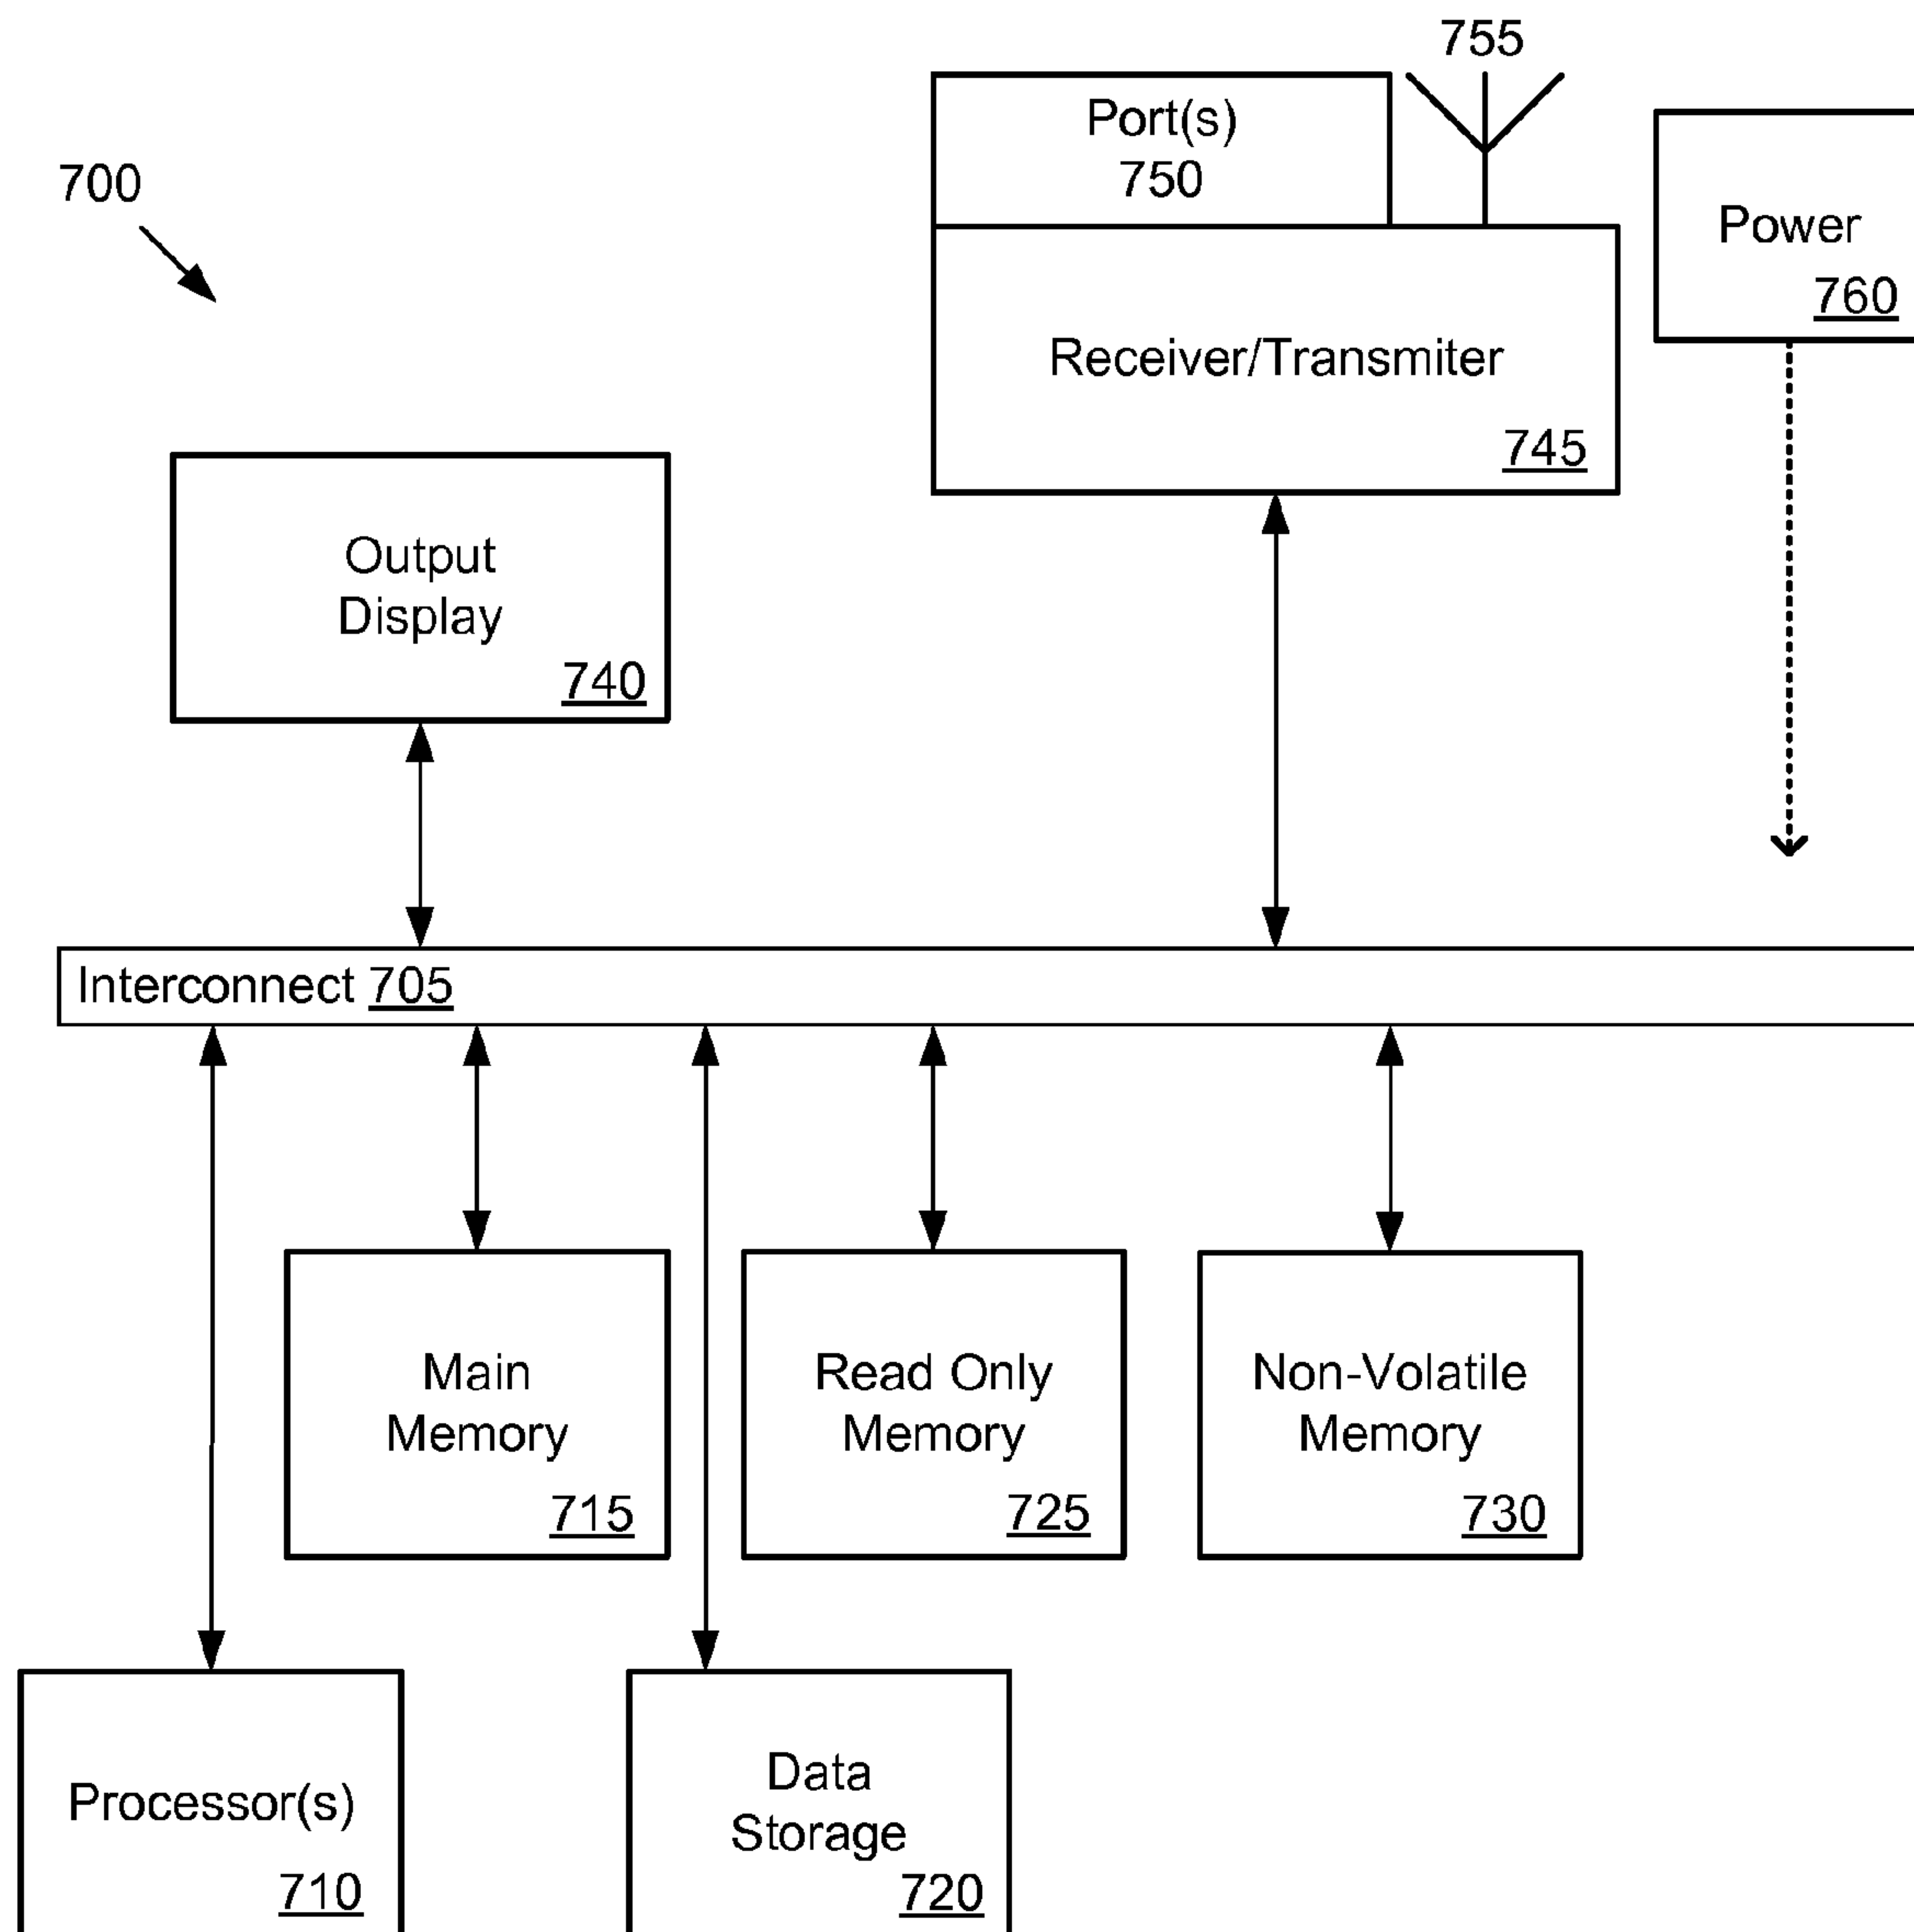 755
Port(s)
750
700
Power
760
Receiver/Transmiter
745
Output
Display
740
Interconnect 705
Main
Memory
715
Read Only
Memory
725
Non-Volatile
Memory
730
Processor(s)
710
Data
Storage
720